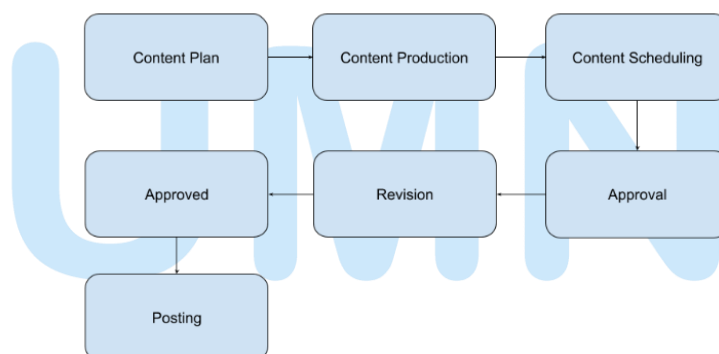 Content Plan
Content Production
Content Scheduling
Approved
Revision
Approval
Posting
UMN